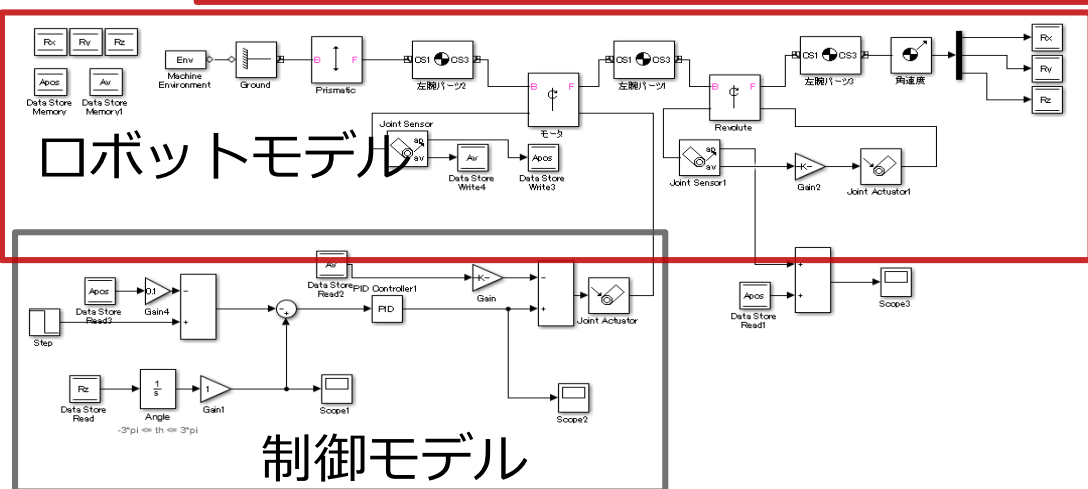 Rx
Ry
Rz
Apos
Data Store
Memory
Av
Data Store
Memory1
Env
Machine
Environment
Ground
B
F
Prismatic
CS1
CS3
左腕パーツ2
B
F
モータ
CS1
CS3
左腕パーツ1
B
F
Revolute
CS1
CS3
左腕パーツ3
角速度
Rx
Ry
Rz
ロボットモデル
Joint Sensor
ap
av
Av
Data Store
Write4
Apos
Data Store
Write3
ap
av
Joint Sensor1
-K-
Gain2
Joint Actuator1
Apos
Data Store
Read3
0.1
Gain4
-
+
Step
Av
Data Store
Read2
PID Controller1
PID
-
+
-K-
Gain
-
+
Joint Actuator
Apos
Data Store
Read1
+
+
Scope3
Rz
Data Store
Read
1
s
Angle
-3*pi <= th <= 3*pi
1
Gain1
Scope1
Scope2
制御モデル